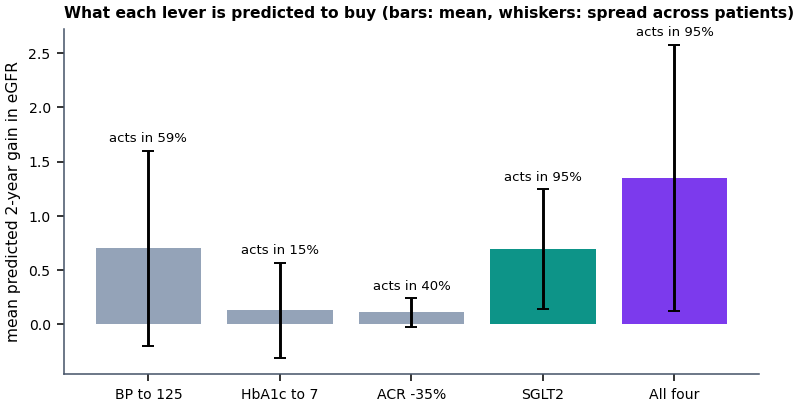 What each lever is predicted to buy (bars: mean, whiskers: spread across patients)
mean predicted 2-year gain in eGFR
2.5
2.0
1.5
1.0
0.5
0.0
acts in 59%
acts in 15%
acts in 40%
acts in 95%
acts in 95%
BP to 125
HbA1c to 7
ACR -35%
SGLT2
All four